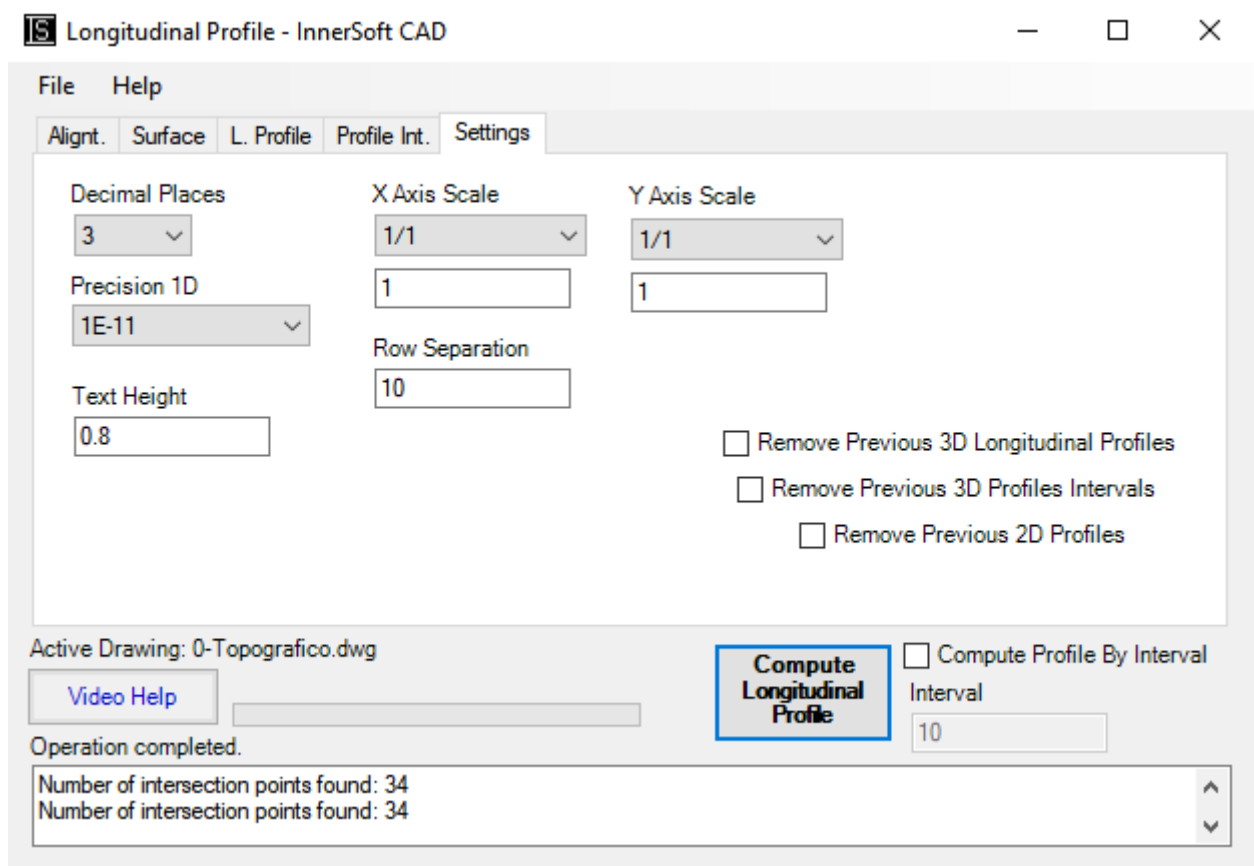 IS Longitudinal Profile - InnerSoft CAD
File Help
Alignt. Surface L. Profile Profile Int. Settings
Decimal Places X Axis Scale Y Axis Scale
3 1/1 1/1
Precision 1D 1 1
1E-11
Row Separation
Text Height 10
0.8
Remove Previous 3D Longitudinal Profiles
Remove Previous 3D Profiles Intervals
Remove Previous 2D Profiles
Active Drawing: 0-Topografico.dwg
Video Help
Compute
Longitudinal
Profile
Compute Profile By Interval
Interval
10
Operation completed.
Number of intersection points found: 34
Number of intersection points found: 34